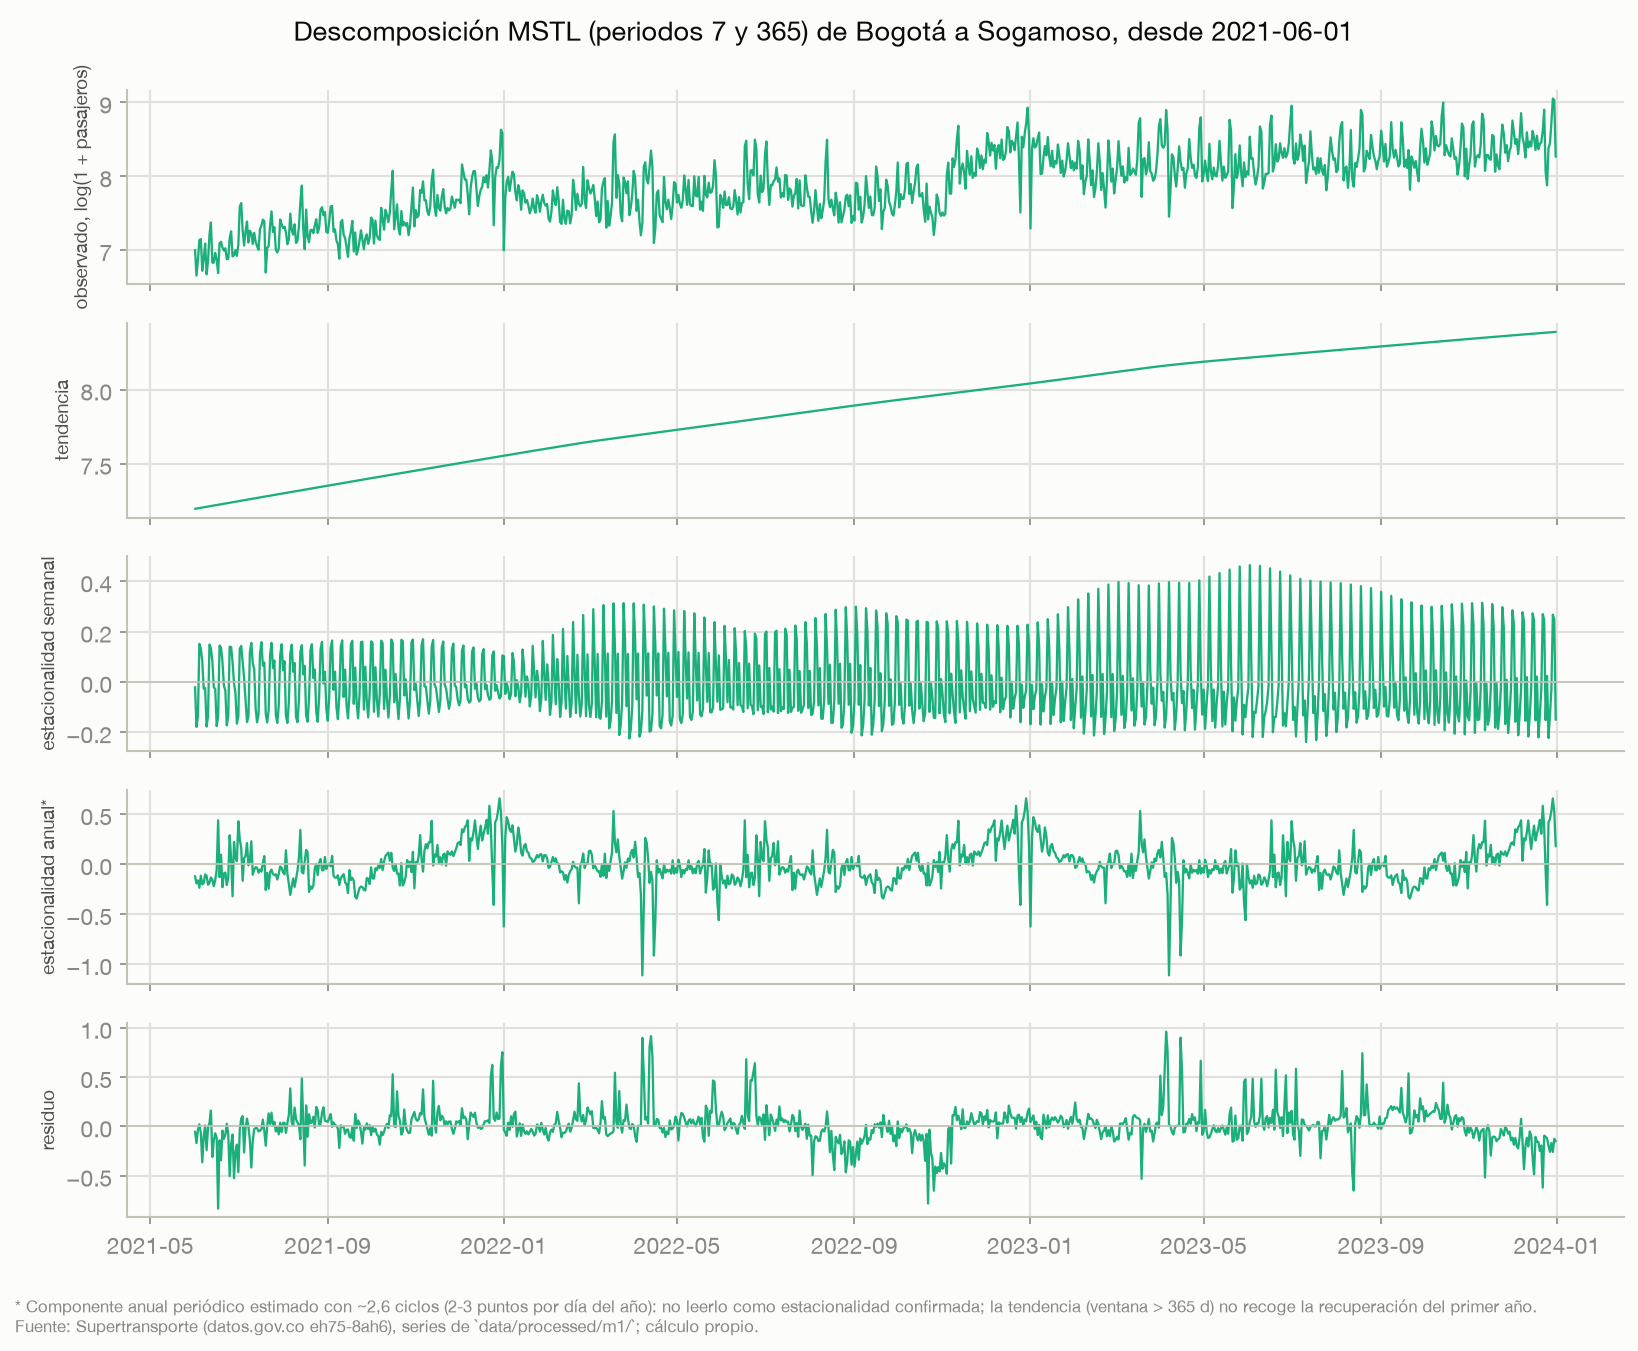 Descomposición MSTL (periodos 7 y 365) de Bogotá a Sogamoso, desde 2021-06-01
observado, log(1 + pasajeros)
9
8
7
tendencia
8.0
7.5
estacionalidad semanal
0.4
0.2
0.0
−0.2
estacionalidad anual*
0.5
0.0
−0.5
−1.0
residuo
1.0
0.5
0.0
−0.5
2021-05 2021-09 2022-01 2022-05 2022-09 2023-01 2023-05 2023-09 2024-01
* Componente anual periódico estimado con ~2,6 ciclos (2-3 puntos por día del año): no leerlo como estacionalidad confirmada; la tendencia (ventana > 365 d) no recoge la recuperación del primer año.
Fuente: Supertransporte (datos.gov.co eh75-8ah6), series de `data/processed/m1/`; cálculo propio.